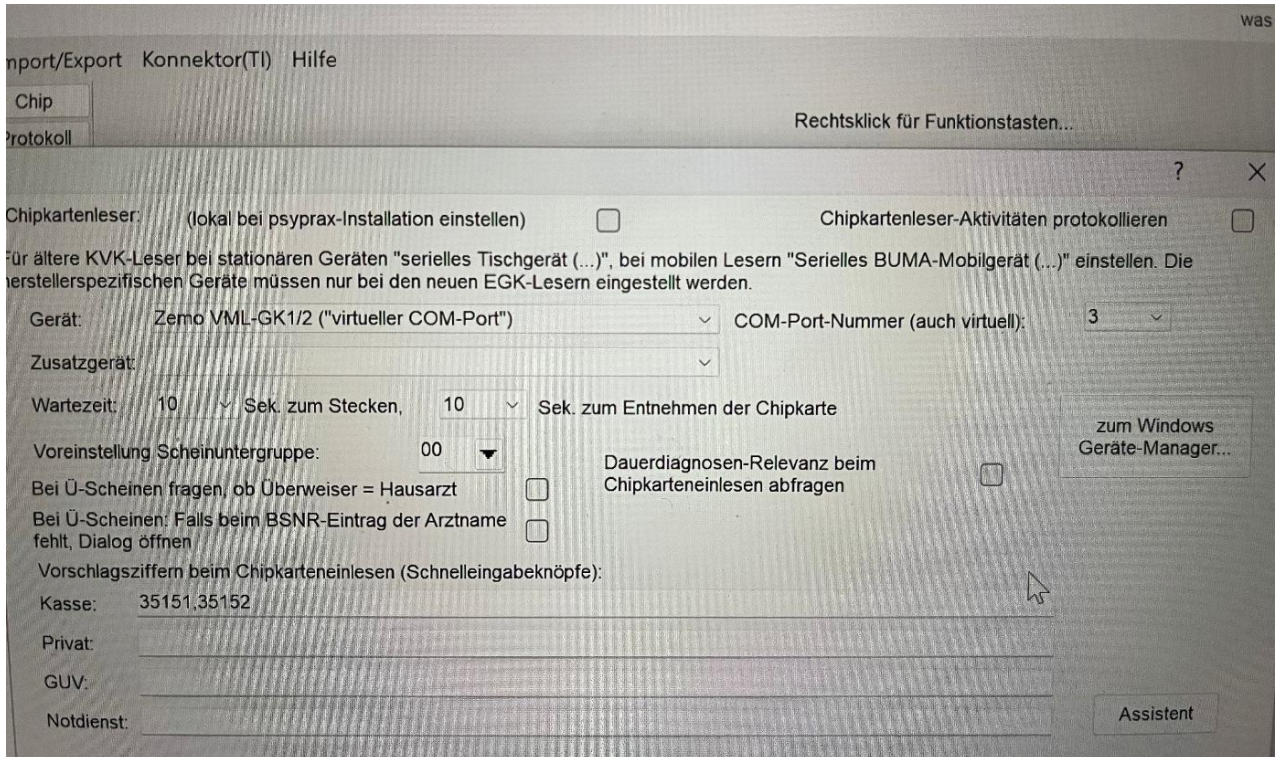 was
mport/Export Konnektor(TI) Hilfe
Chip
Protokoll
Rechtsklick für Funktionstasten...
? X
Chipkartenleser: (lokal bei psyprax-Installation einstellen) Chipkartenleser-Aktivitäten protokollieren
Für ältere KVK-Leser bei stationären Geräten "serielles Tischgerät (...)", bei mobilen Lesern "Serielles BUMA-Mobilgerät (...)" einstellen. Die
herstellerspezifischen Geräte müssen nur bei den neuen EGK-Lesern eingestellt werden.
Gerät: Zemo VML-GK1/2 ("virtueller COM-Port") COM-Port-Nummer (auch virtuell): 3
Zusatzgerät:
Wartezeit: 10 Sek. zum Stecken, 10 Sek. zum Entnehmen der Chipkarte
zum Windows
Geräte-Manager...
Voreinstellung Scheinuntergruppe: 00
Dauerdiagnosen-Relevanz beim
Chipkarteneinlesen abfragen
Bei Ü-Scheinen fragen, ob Überweiser = Hausarzt
Bei Ü-Scheinen: Falls beim BSNR-Eintrag der Arztname
fehlt, Dialog öffnen
Vorschlagsziffern beim Chipkarteneinlesen (Schnelleingabeknöpfe):
Kasse: 35151,35152
Privat:
GUV:
Notdienst:
Assistent